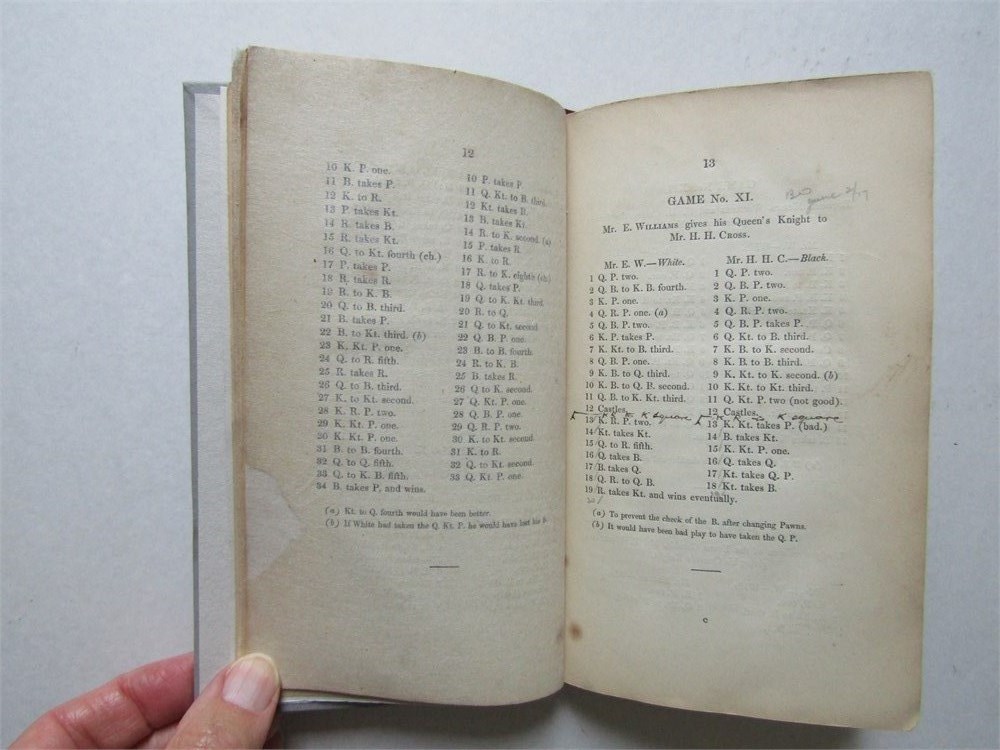 12
10 K. P. one.
11 B. takes P.
12 K. to R.
13 P. takes Kt.
14 R. takes B.
15 R. takes Kt.
16 Q. to Kt. fourth (ch.)
17 P. takes P.
18 R. takes R.
19 R. to K. B.
20 Q. to B. third.
21 B. takes P.
22 B. to Kt. third. (b)
23 K. Kt. P. one.
24 Q. to R. fifth.
25 R. takes R.
26 Q. to B. third.
27 K. to Kt. second.
28 K. R. P. two.
29 K. Kt. P. one.
30 K. Kt. P. one.
31 B. to B. fourth.
32 Q. to Q. fifth.
33 Q. to K. B. fifth.
34 B. takes P. and wins.
10 P. takes P.
11 Q. Kt. to B. third.
12 Kt. takes B.
13 B. takes Kt.
14 R. to K. second. (a)
15 P. takes R.
16 K. to R.
17 R. to K. eighth (ch.)
18 Q. takes P.
19 Q. to K. Kt. third.
20 R. to Q.
21 Q. to Kt. second.
22 Q. B. P. one.
23 B. to B. fourth.
24 R. to K. B.
25 B. takes R.
26 Q. to K. second.
27 Q. Kt. P. one.
28 Q. B. P. one.
29 Q. R. P. two.
30 K. to Kt. second.
31 K. to R.
32 Q. to Kt. second.
33 Q. Kt. P. one.
(a) Kt. to Q. fourth would have been better.
(b) If White had taken the Q. Kt. P. he would have lost his
13
GAME No. XI.
Mr. E. WILLIAMS gives his Queen's Knight to
Mr. H. H. CROSS.
Mr. E. W.—White.
1 Q. P. two.
2 Q. B. to K. B. fourth.
3 K. P. one.
4 Q. R. P. one. (a)
5 Q. B. P. two.
6 K. P. takes P.
7 K. Kt. to B. third.
8 Q. B. P. one.
9 K. B. to Q. third.
10 K. B. to Q. B. second.
11 Q. B. to K. Kt. third.
12 Castles.
K square
13 K. R. P. two.
14 Kt. takes Kt.
15 Q. to R. fifth.
16 Q. takes B.
17 B. takes Q.
18 Q. R. to Q. B.
19 R. takes Kt. and wins eventually.
20
Mr. H. H. C.—Black.
1 Q. P. two.
2 Q. B. P. two.
3 K. P. one.
4 Q. R. P. two.
5 Q. B. P. takes P.
6 Q. Kt. to B. third.
7 K. B. to K. second.
8 K. B. to B. third.
9 K. Kt. to K. second. (b)
10 K. Kt. to Kt. third.
11 Q. Kt. P. two (not good).
12 Castles.
K square
13 K. Kt. takes P. (bad.)
14 B. takes Kt.
15 K. Kt. P. one.
16 Q. takes Q.
17 Kt. takes Q. P.
18 Kt. takes B.
(a) To prevent the check of the B. after changing Pawns.
(b) It would have been bad play to have taken the Q. P.
c